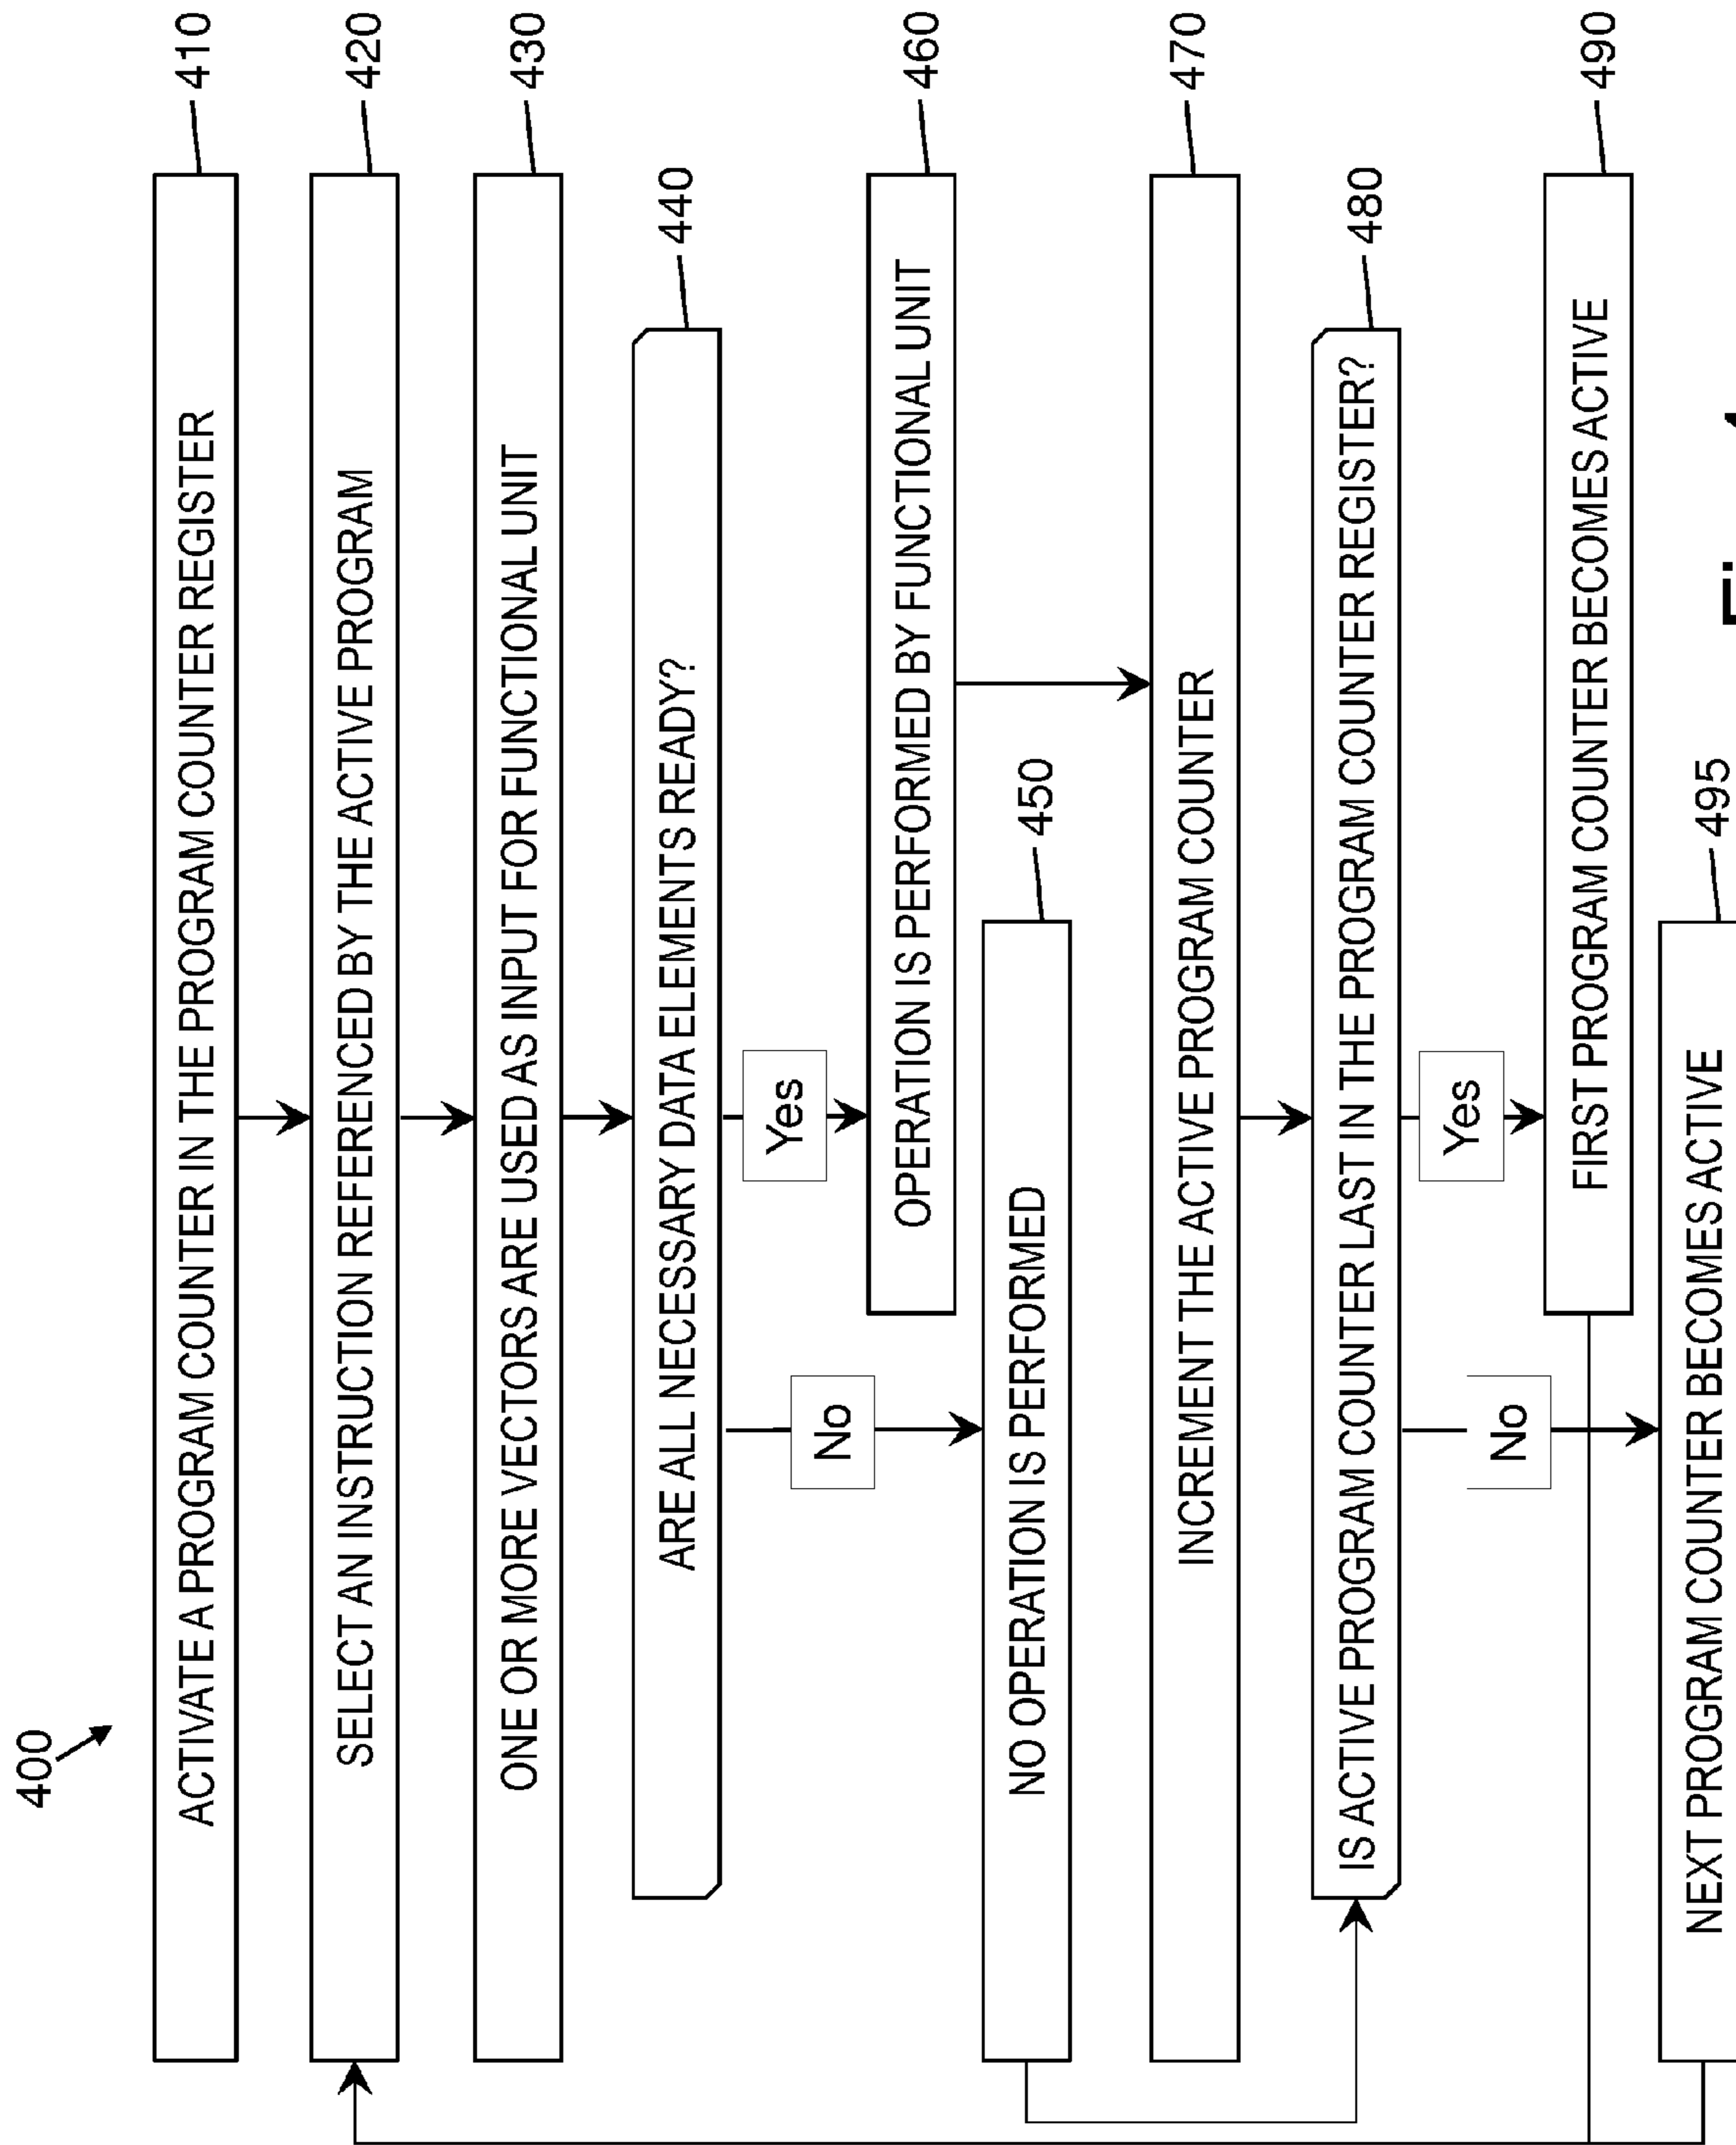 400
ACTIVATE A PROGRAM COUNTER IN THE PROGRAM COUNTER REGISTER
410
SELECT AN INSTRUCTION REFERENCED BY THE ACTIVE PROGRAM
420
ONE OR MORE VECTORS ARE USED AS INPUT FOR FUNCTIONAL UNIT
430
ARE ALL NECESSARY DATA ELEMENTS READY?
440
Yes
No
OPERATION IS PERFORMED BY FUNCTIONAL UNIT
460
NO OPERATION IS PERFORMED
450
INCREMENT THE ACTIVE PROGRAM COUNTER
470
IS ACTIVE PROGRAM COUNTER LAST IN THE PROGRAM COUNTER REGISTER?
480
Yes
No
FIRST PROGRAM COUNTER BECOMES ACTIVE
490
NEXT PROGRAM COUNTER BECOMES ACTIVE
495